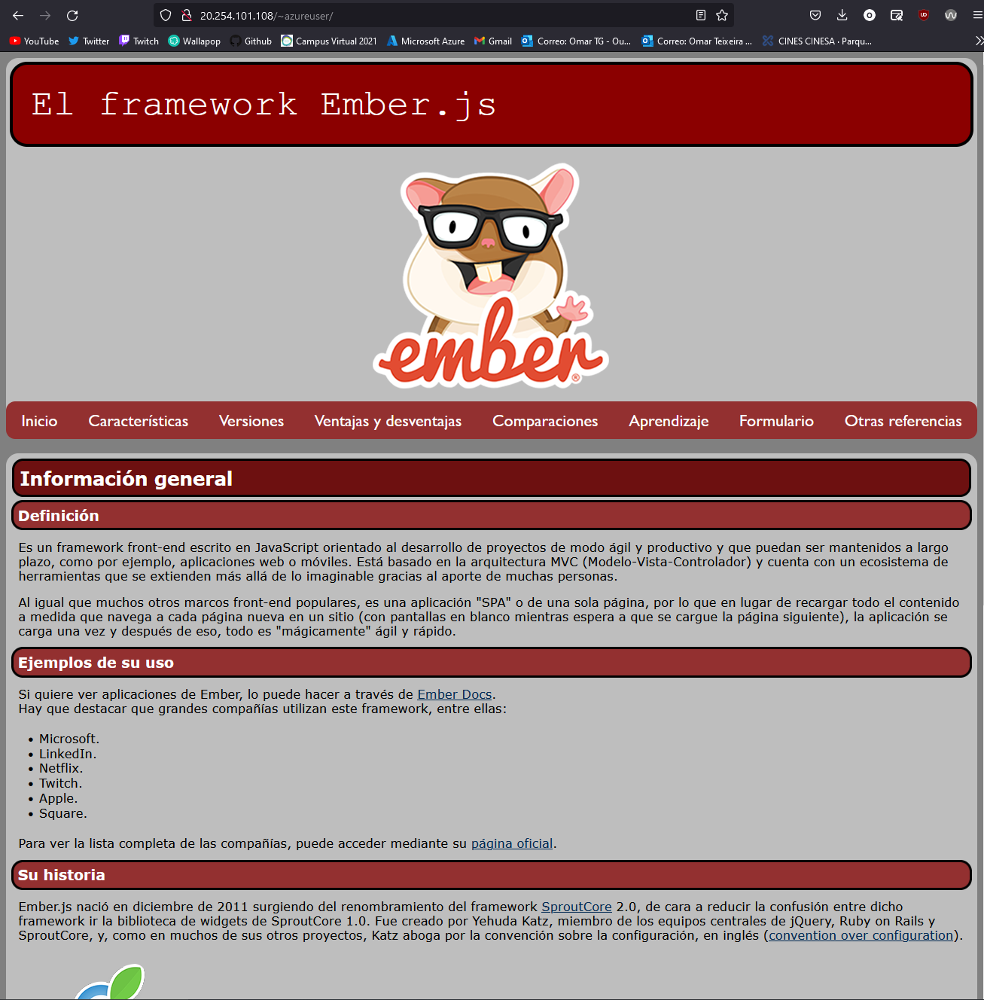 20.254.101.108/~azureuser/
YouTube Twitter Twitch Wallapop Github Campus Virtual 2021 Microsoft Azure Gmail Correo: Omar TG - Ou... Correo: Omar Teixeira ... CINES CINESA · Parqu...
El framework Ember.js
ember®
Inicio Características Versiones Ventajas y desventajas Comparaciones Aprendizaje Formulario Otras referencias
Información general
Definición
Es un framework front-end escrito en JavaScript orientado al desarrollo de proyectos de modo ágil y productivo y que puedan ser mantenidos a largo
plazo, como por ejemplo, aplicaciones web o móviles. Está basado en la arquitectura MVC (Modelo-Vista-Controlador) y cuenta con un ecosistema de
herramientas que se extienden más allá de lo imaginable gracias al aporte de muchas personas.
Al igual que muchos otros marcos front-end populares, es una aplicación "SPA" o de una sola página, por lo que en lugar de recargar todo el contenido
a medida que navega a cada página nueva en un sitio (con pantallas en blanco mientras espera a que se cargue la página siguiente), la aplicación se
carga una vez y después de eso, todo es "mágicamente" ágil y rápido.
Ejemplos de su uso
Si quiere ver aplicaciones de Ember, lo puede hacer a través de Ember Docs.
Hay que destacar que grandes compañías utilizan este framework, entre ellas:
• Microsoft.
• LinkedIn.
• Netflix.
• Twitch.
• Apple.
• Square.
Para ver la lista completa de las compañías, puede acceder mediante su página oficial.
Su historia
Ember.js nació en diciembre de 2011 surgiendo del renombramiento del framework SproutCore 2.0, de cara a reducir la confusión entre dicho
framework ir la biblioteca de widgets de SproutCore 1.0. Fue creado por Yehuda Katz, miembro de los equipos centrales de jQuery, Ruby on Rails y
SproutCore, y, como en muchos de sus otros proyectos, Katz aboga por la convención sobre la configuración, en inglés (convention over configuration).